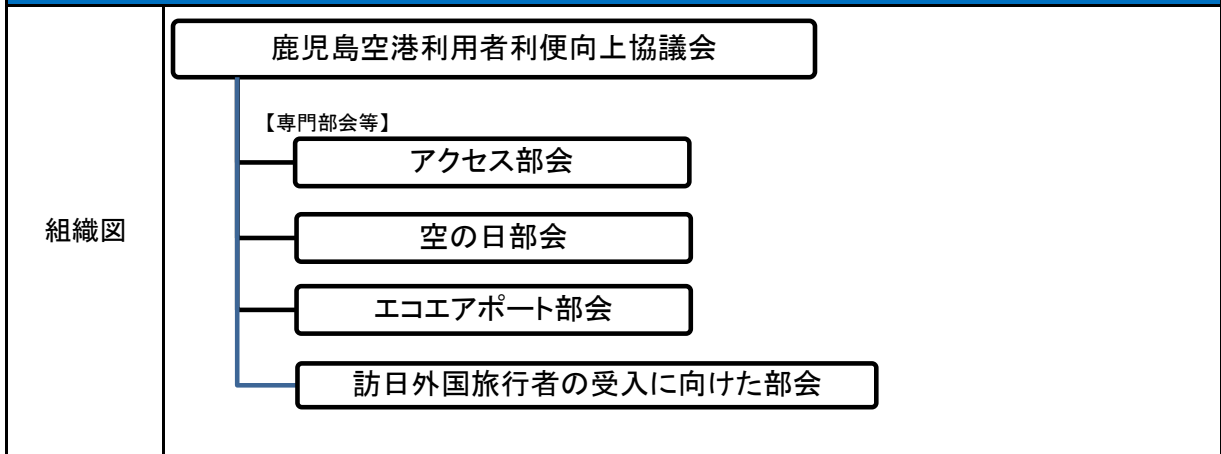 鹿児島空港利用者利便向上協議会
【専門部会等】
アクセス部会
組織図
空の日部会
エコエアポート部会
訪日外国旅行者の受入に向けた部会